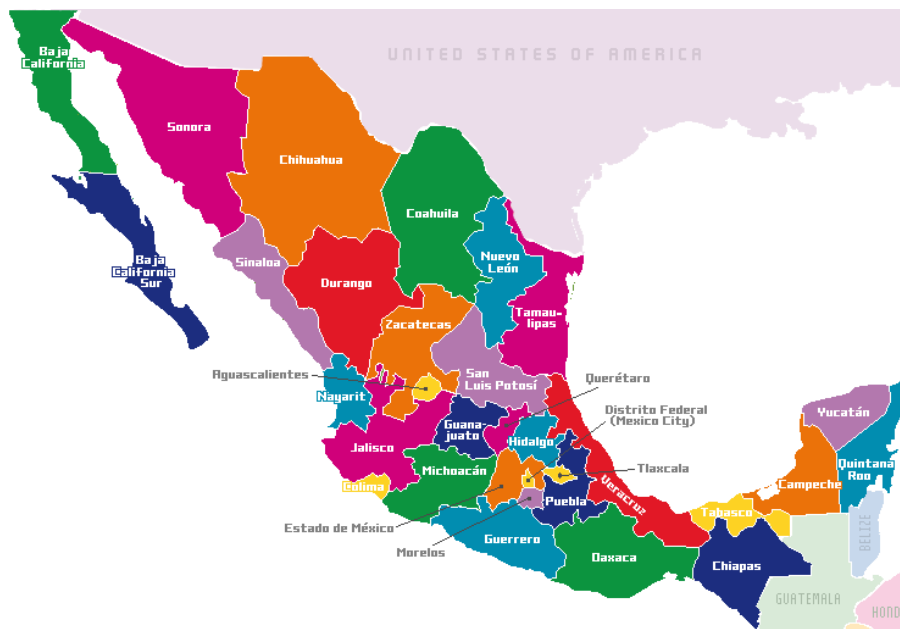 UNITED STATES OF AMERICA
Baja
California
Sonora
Chihuahua
Coahuila
Baja
California
Sur
Sinaloa
Nuevo
León
Durango
Tamau-
lipas
Zacatecas
Aguascalientes
San
Luis Potosí
Querétaro
Nayarit
Distrito Federal
(Mexico City)
Yucatán
Guana-
juato
Hidalgo
Jalisco
Michoacán
Tlaxcala
Quintana
Roo
Colima
Campeche
Veracruz
Puebla
Tabasco
Estado de México
Morelos
Guerrero
BELIZE
Oaxaca
Chiapas
GUATEMALA
HOND